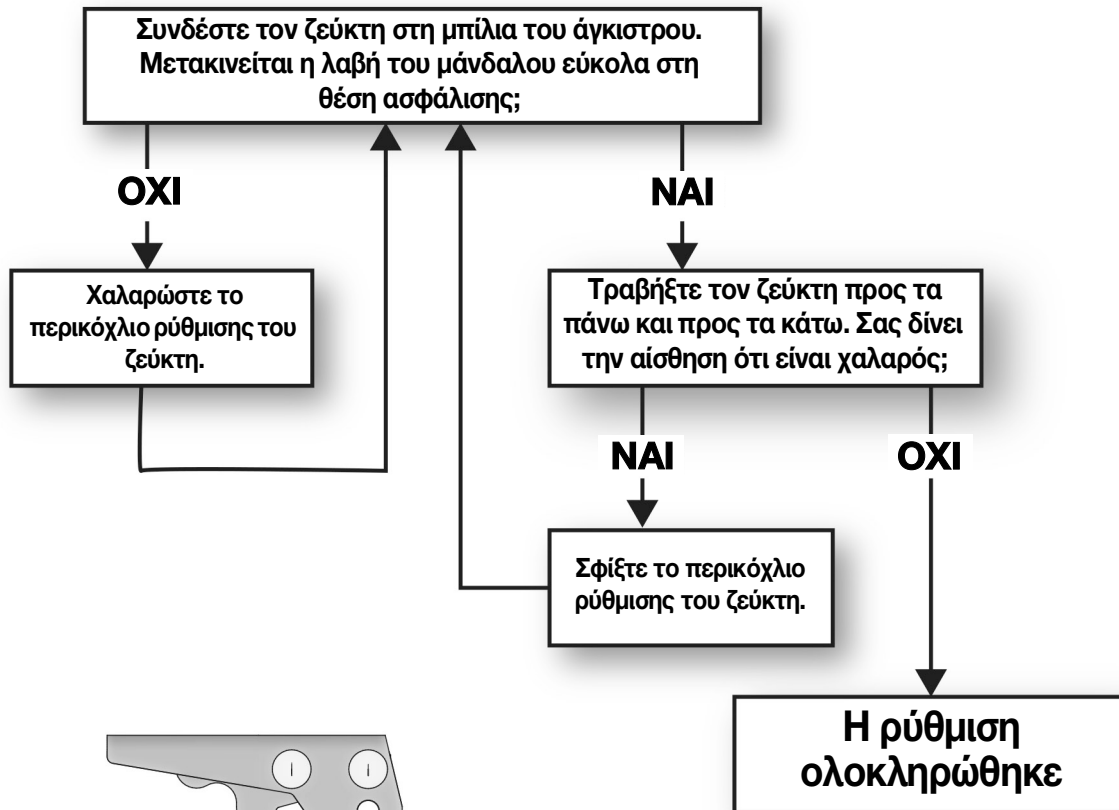 Συνδέστε τον ζεύκτη στη μπίλια του άγκιστρου.
Μετακινείται η λαβή του μάνδαλου εύκολα στη
θέση ασφάλισης;
ΟΧΙ
ΝΑΙ
Χαλαρώστε το
περικόχλιο ρύθμισης του
ζεύκτη.
Τραβήξτε τον ζεύκτη προς τα
πάνω και προς τα κάτω. Σας δίνει
την αίσθηση ότι είναι χαλαρός;
ΝΑΙ
ΟΧΙ
Σφίξτε το περικόχλιο
ρύθμισης του ζεύκτη.
Η ρύθμιση
ολοκληρώθηκε